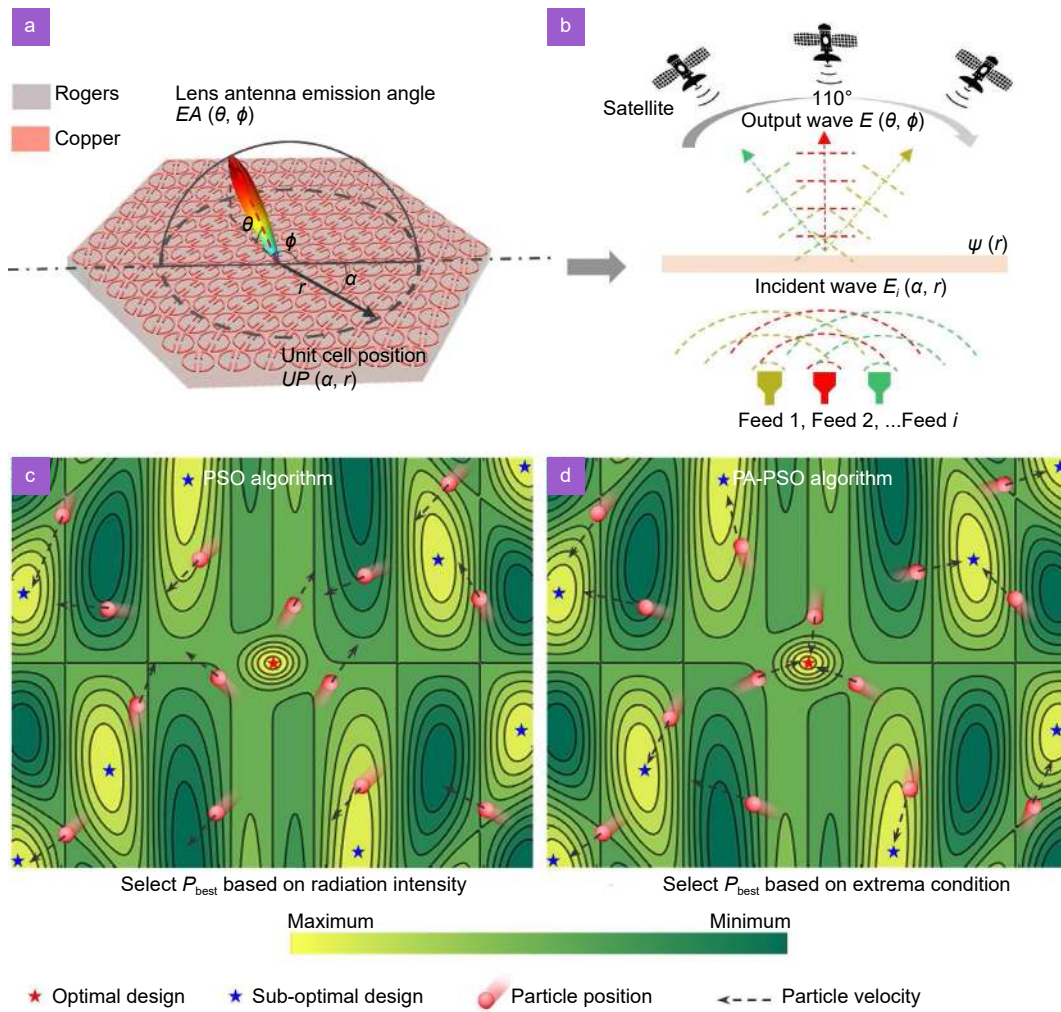 a
Rogers
Copper
Lens antenna emission angle
EA (θ, ϕ)
θ
ϕ
α
r
Unit cell position
UP (α, r)
b
Satellite
110°
Output wave E (θ, ϕ)
ψ (r)
Incident wave Eᵢ (α, r)
Feed 1, Feed 2, ...Feed i
c
PSO algorithm
Select P_best based on radiation intensity
d
PA-PSO algorithm
Select P_best based on extrema condition
Maximum
Minimum
Optimal design
Sub-optimal design
Particle position
Particle velocity